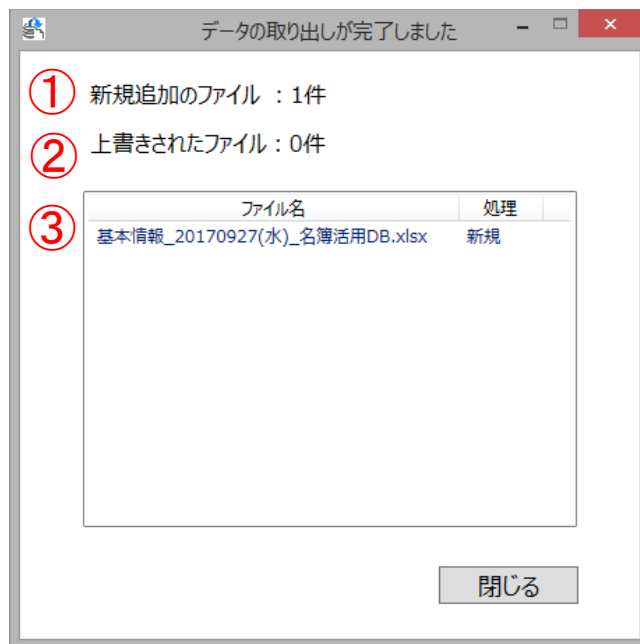 データの取り出しが完了しました
① 新規追加のファイル : 1件
② 上書きされたファイル : 0件
③
ファイル名 処理
基本情報_20170927(水)_名簿活用DB.xlsx 新規
閉じる